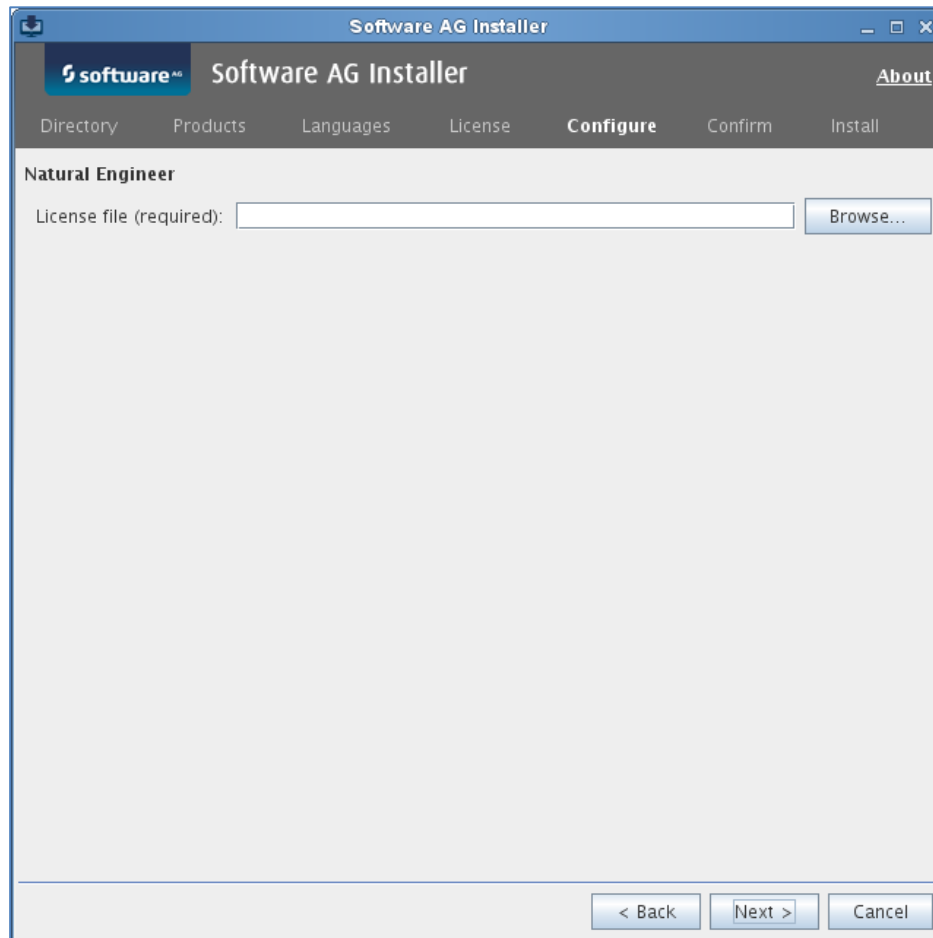 Software AG Installer
software AG Software AG Installer About
Directory Products Languages License Configure Confirm Install
Natural Engineer
License file (required): Browse...
< Back Next > Cancel